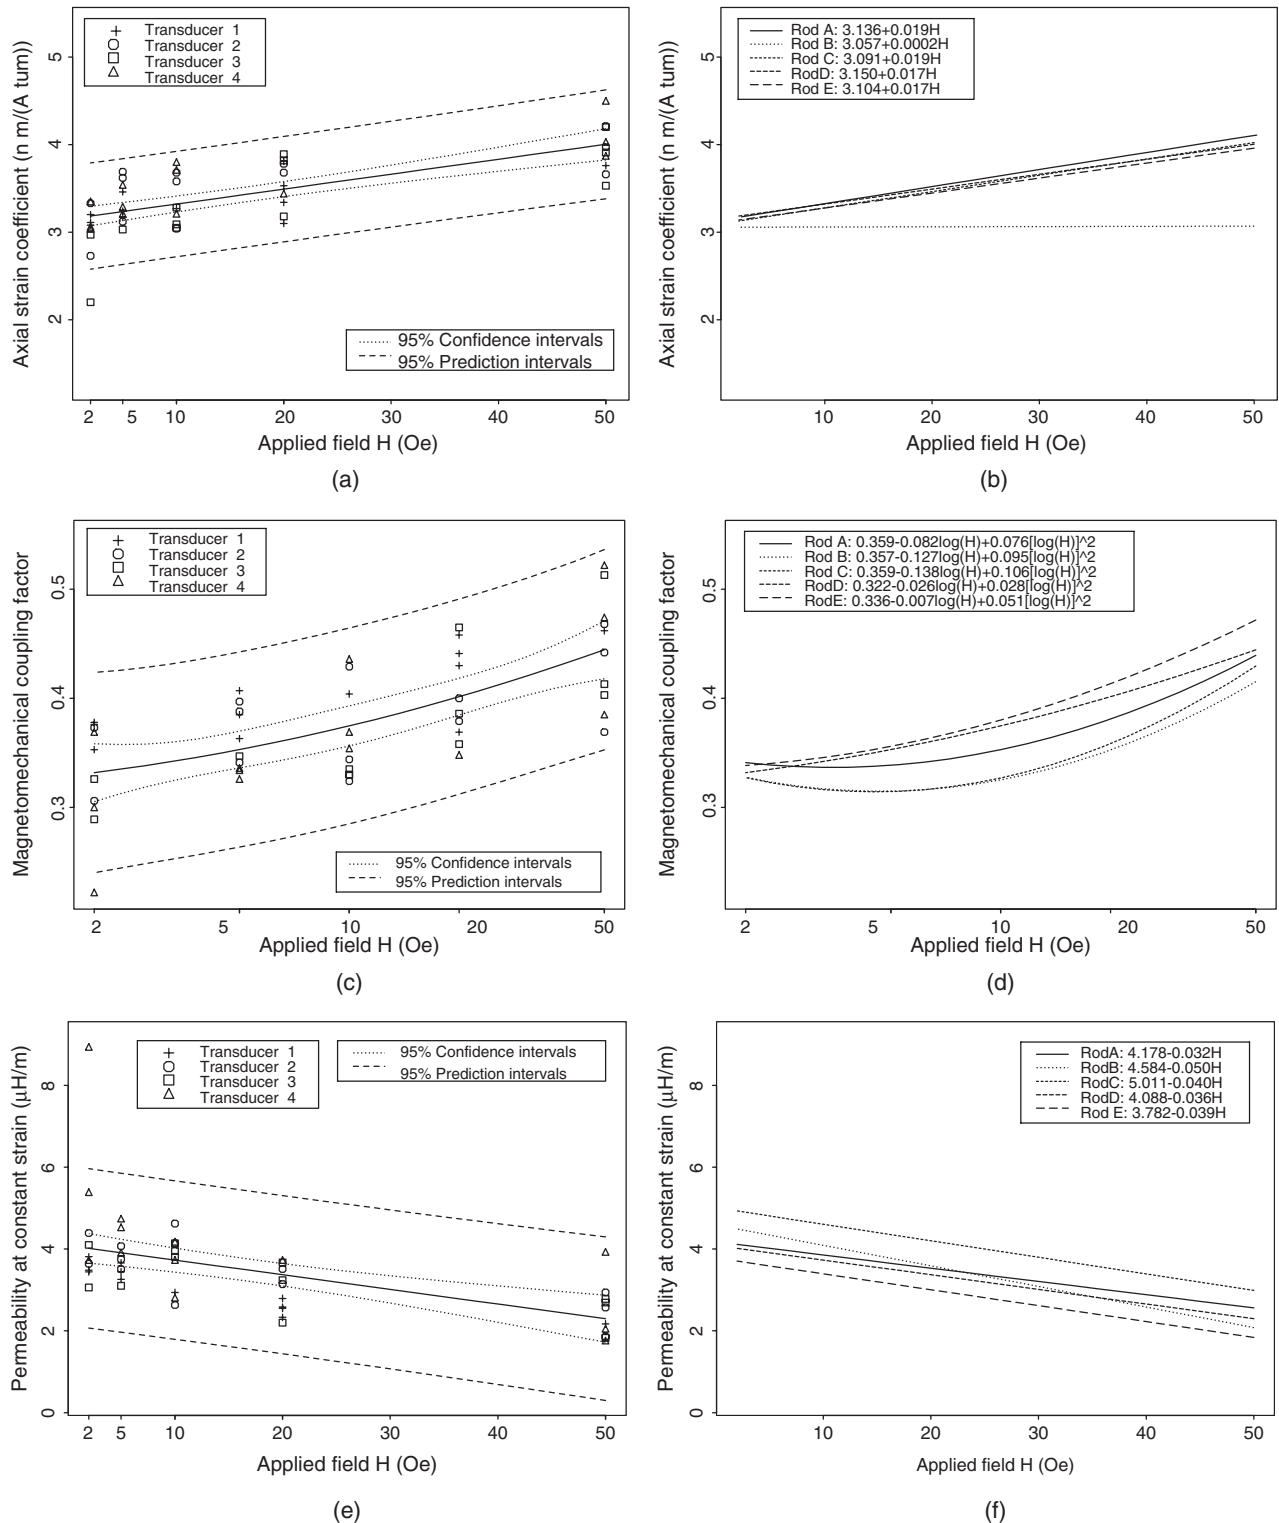 Transducer 1
Transducer 2
Transducer 3
Transducer 4
95% Confidence intervals
95% Prediction intervals
Axial strain coefficient (n m/(A turn))
5
4
3
2
2 5 10 20 30 40 50
Applied field H (Oe)
(a)
Rod A: 3.136+0.019H
Rod B: 3.057+0.0002H
Rod C: 3.091+0.019H
RodD: 3.150+0.017H
Rod E: 3.104+0.017H
Axial strain coefficient (n m/(A turn))
5
4
3
2
10 20 30 40 50
Applied field H (Oe)
(b)
Transducer 1
Transducer 2
Transducer 3
Transducer 4
95% Confidence intervals
95% Prediction intervals
Magnetomechanical coupling factor
0.5
0.4
0.3
2 5 10 20 50
Applied field H (Oe)
(c)
Rod A: 0.359-0.082log(H)+0.076[log(H)]^2
Rod B: 0.357-0.127log(H)+0.095[log(H)]^2
Rod C: 0.359-0.138log(H)+0.106[log(H)]^2
RodD: 0.322-0.026log(H)+0.028[log(H)]^2
RodE: 0.336-0.007log(H)+0.051[log(H)]^2
Magnetomechanical coupling factor
0.5
0.4
0.3
2 5 10 20 50
Applied field H (Oe)
(d)
Transducer 1
Transducer 2
Transducer 3
Transducer 4
95% Confidence intervals
95% Prediction intervals
Permeability at constant strain (μH/m)
8
6
4
2
0
2 5 10 20 30 40 50
Applied field H (Oe)
(e)
RodA: 4.178-0.032H
RodB: 4.584-0.050H
RodC: 5.011-0.040H
RodD: 4.088-0.036H
Rod E: 3.782-0.039H
Permeability at constant strain (μH/m)
8
6
4
2
0
10 20 30 40 50
Applied field H (Oe)
(f)